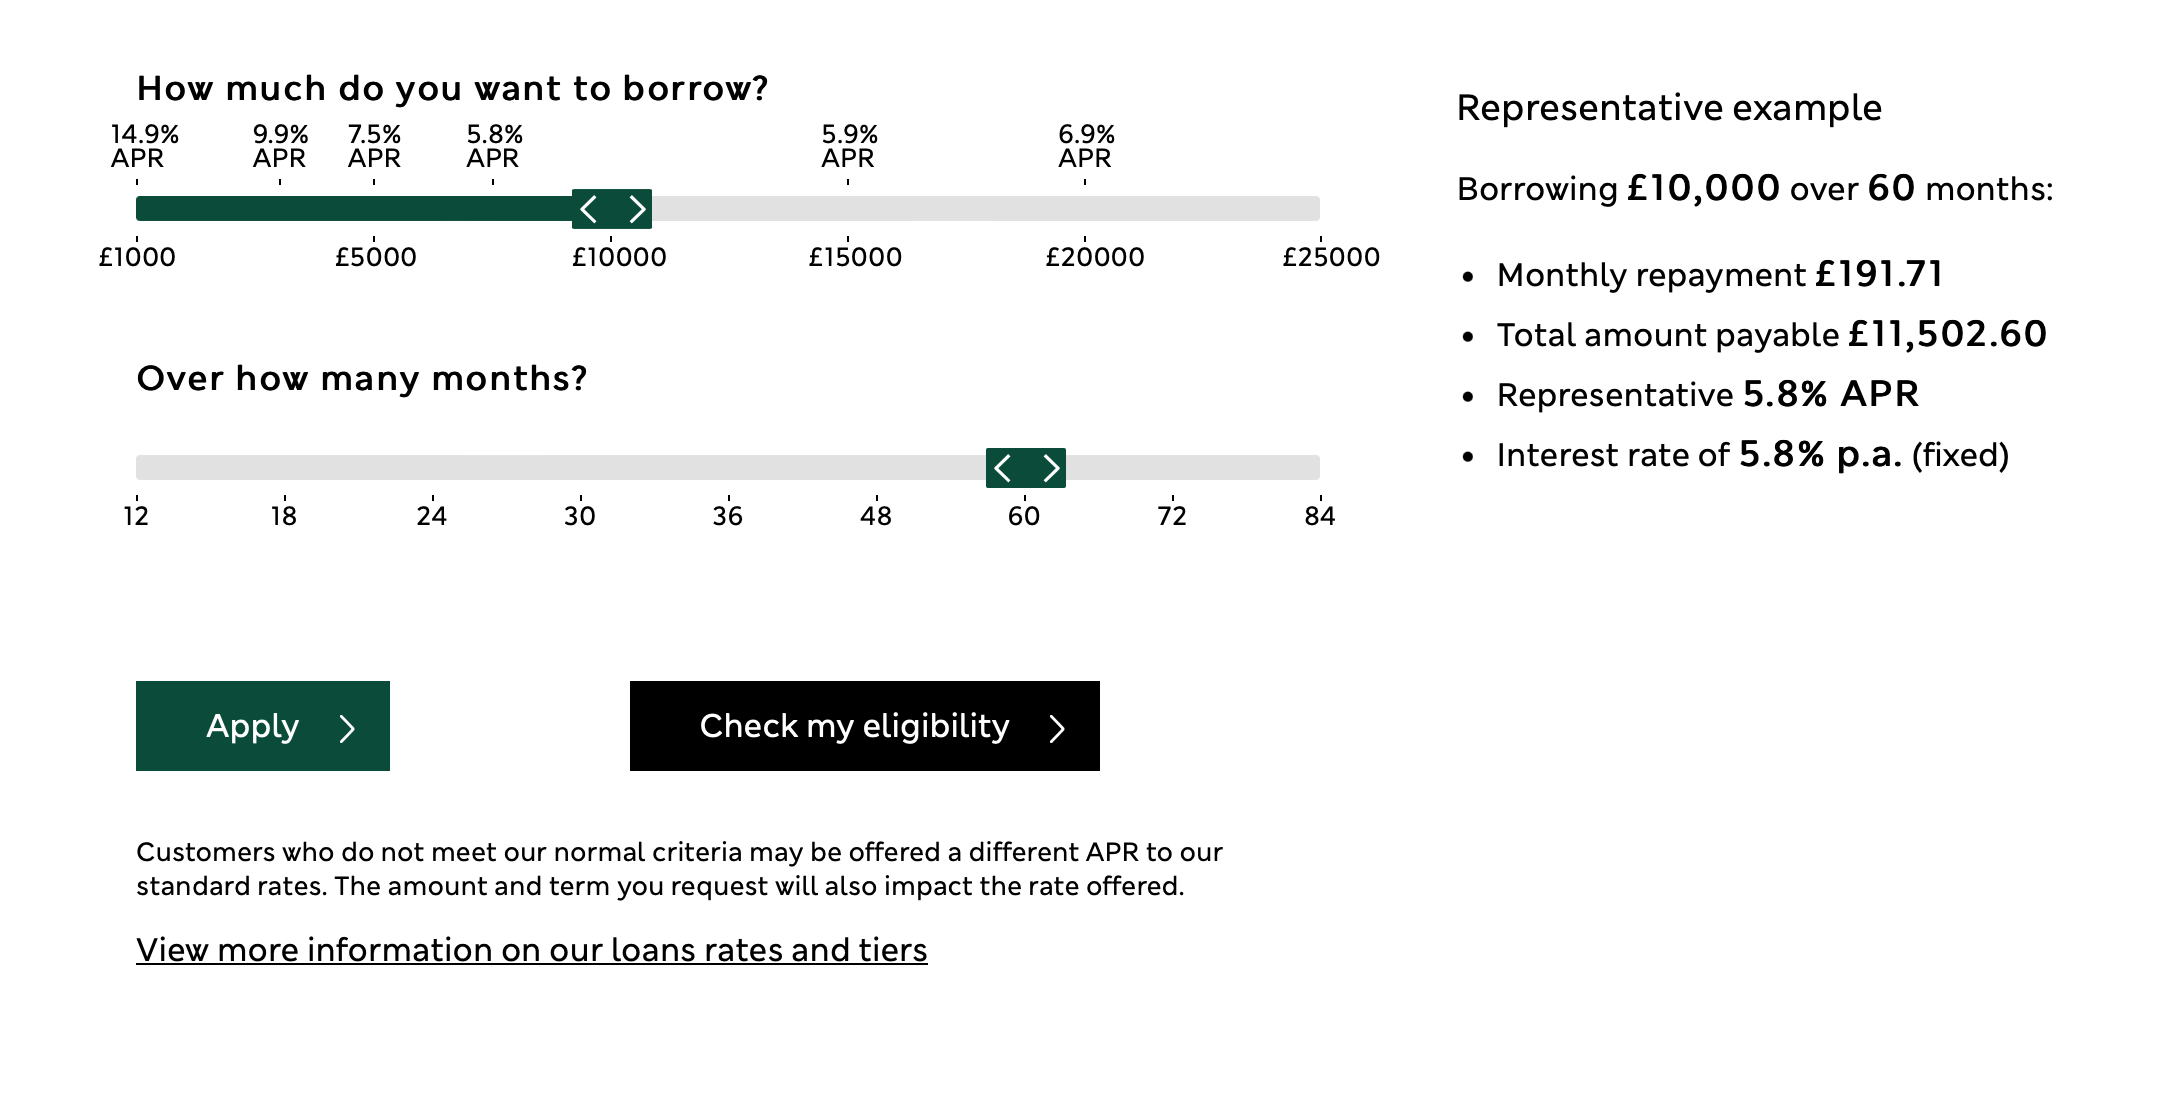 How much do you want to borrow?
14.9% 9.9% 7.5% 5.8% 5.9% 6.9%
APR APR APR APR APR APR
£1000 £5000 £10000 £15000 £20000 £25000
Over how many months?
12 18 24 30 36 48 60 72 84
Apply
Check my eligibility
Customers who do not meet our normal criteria may be offered a different APR to our
standard rates. The amount and term you request will also impact the rate offered.
View more information on our loans rates and tiers
Representative example
Borrowing £10,000 over 60 months:
• Monthly repayment £191.71
• Total amount payable £11,502.60
• Representative 5.8% APR
• Interest rate of 5.8% p.a. (fixed)